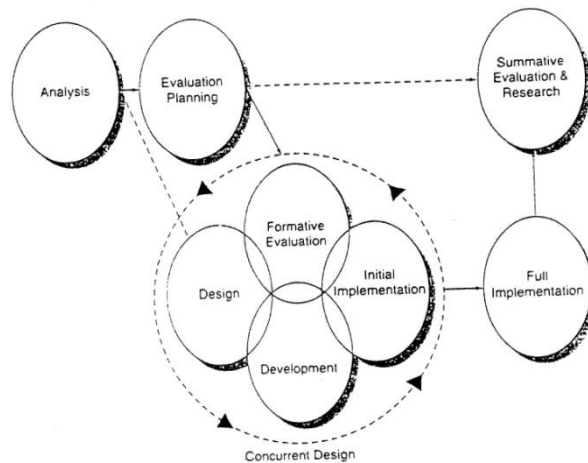 Analysis
Evaluation
Planning
Summative
Evaluation &
Research
Formative
Evaluation
Design
Initial
Implementation
Full
Implementation
Development
Concurrent Design